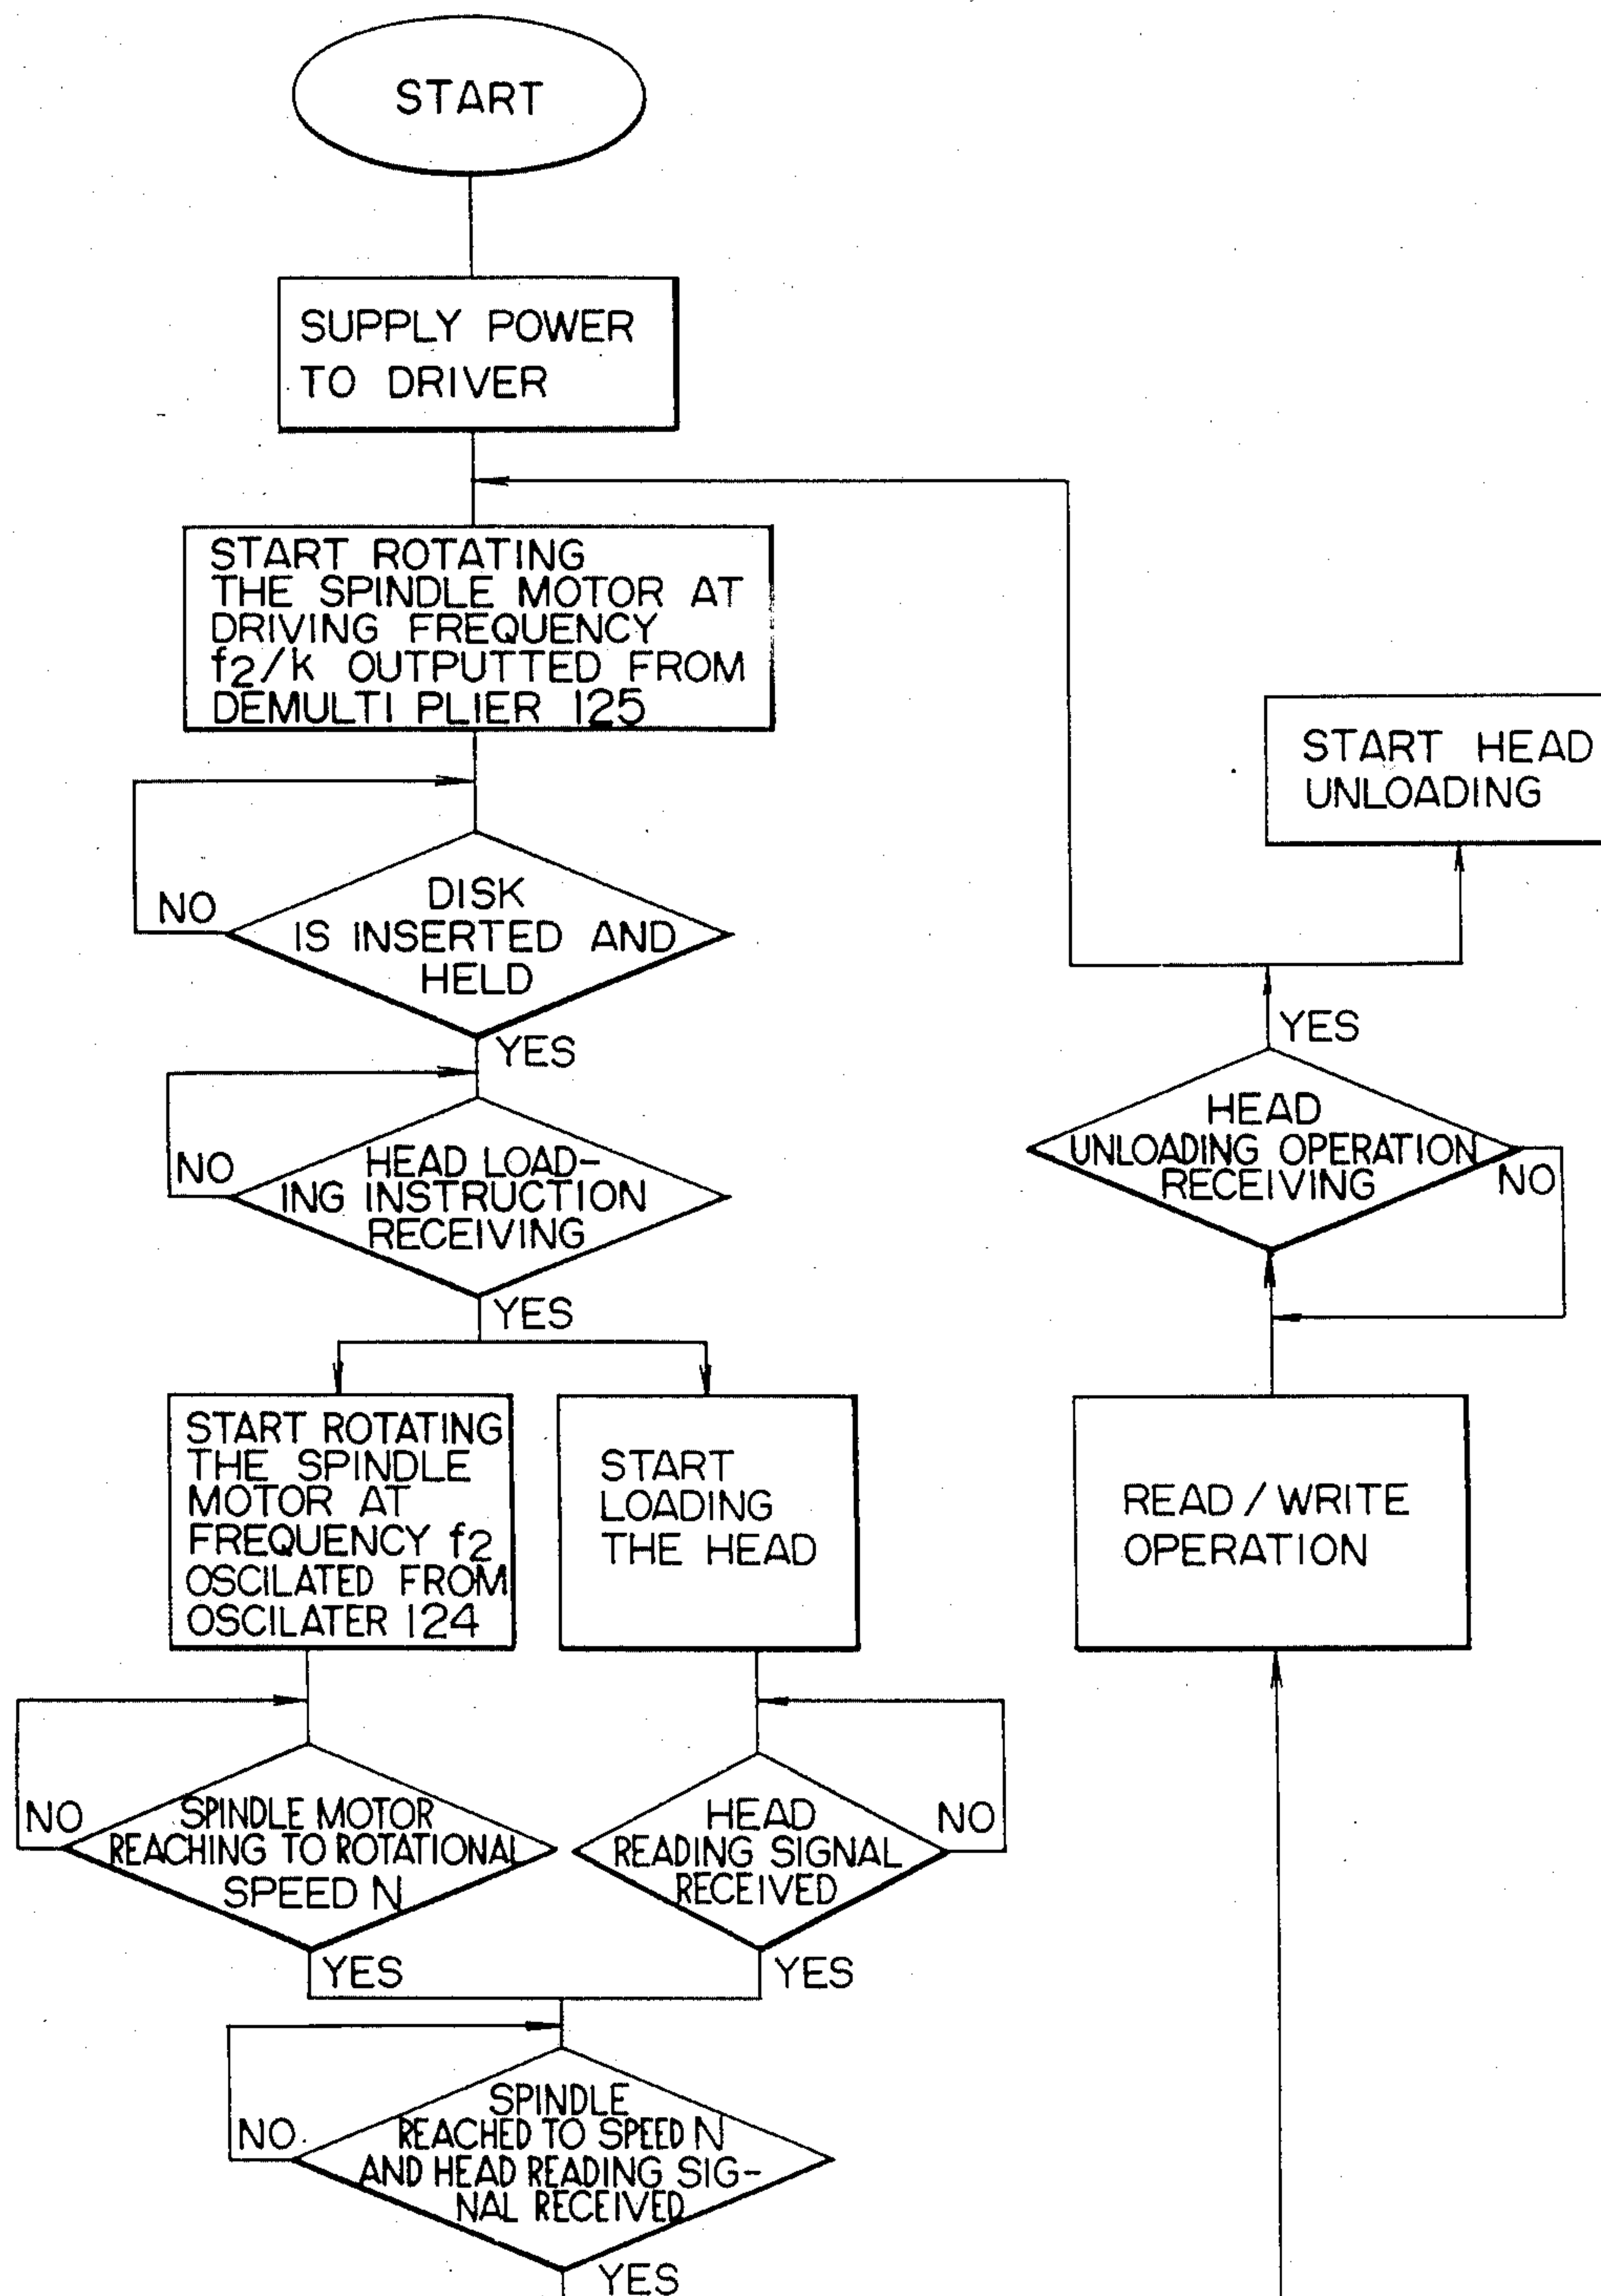 START
SUPPLY POWER
TO DRIVER
START ROTATING
THE SPINDLE MOTOR AT
DRIVING FREQUENCY
f2/k OUTPUTTED FROM
DEMULTI PLIER 125
NO
DISK
IS INSERTED AND
HELD
YES
NO
HEAD LOAD-
ING INSTRUCTION
RECEIVING
YES
START ROTATING
THE SPINDLE
MOTOR AT
FREQUENCY f2
OSCILATED FROM
OSCILATER 124
START
LOADING
THE HEAD
NO
SPINDLE MOTOR
REACHING TO ROTATIONAL
SPEED N
YES
HEAD
READING SIGNAL
RECEIVED
NO
YES
NO
SPINDLE
REACHED TO SPEED N
AND HEAD READING SIG-
NAL RECEIVED
YES
READ/WRITE
OPERATION
HEAD
UNLOADING OPERATION
RECEIVING
NO
YES
START HEAD
UNLOADING